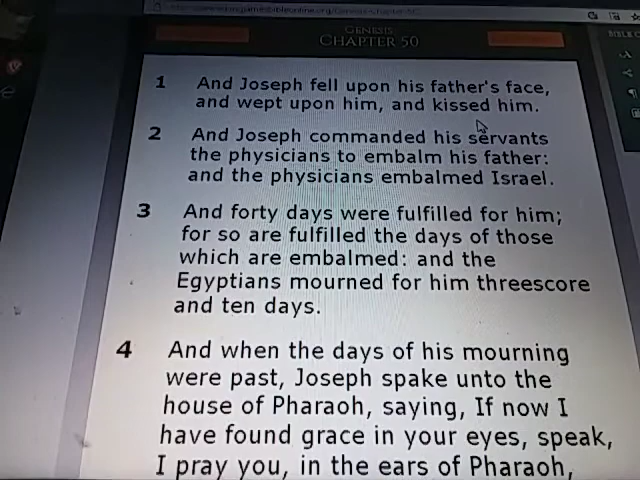 GENESIS
CHAPTER 50
BIBLE
1 And Joseph fell upon his father's face,
and wept upon him, and kissed him.
2 And Joseph commanded his servants
the physicians to embalm his father:
and the physicians embalmed Israel.
3 And forty days were fulfilled for him;
for so are fulfilled the days of those
which are embalmed: and the
Egyptians mourned for him threescore
and ten days.
4 And when the days of his mourning
were past, Joseph spake unto the
house of Pharaoh, saying, If now I
have found grace in your eyes, speak,
I pray you, in the ears of Pharaoh,